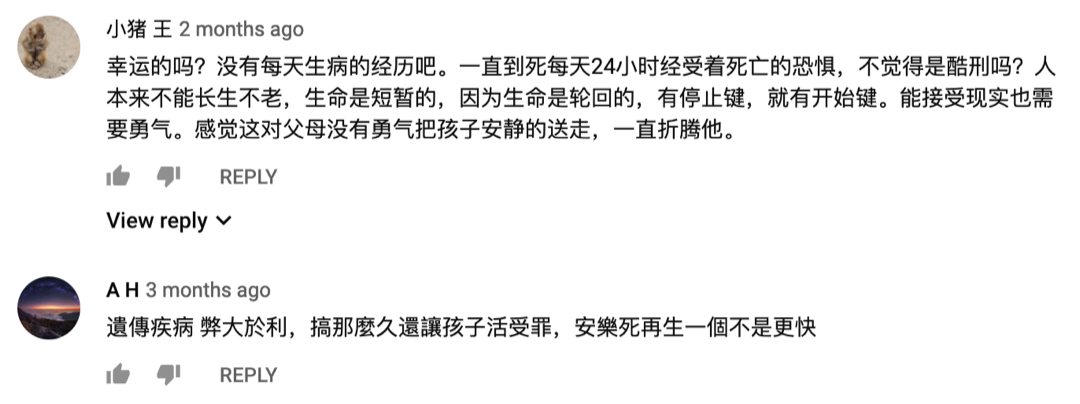 小猪 王 2 months ago
幸运的吗？没有每天生病的经历吧。一直到死每天24小时经受着死亡的恐惧，不觉得是酷刑吗？人
本来不能长生不老，生命是短暂的，因为生命是轮回的，有停止键，就有开始键。能接受现实也需
要勇气。感觉这对父母没有勇气把孩子安静的送走，一直折腾他。
REPLY
View reply
A H 3 months ago
遺傳疾病 弊大於利，搞那麼久還讓孩子活受罪，安樂死再生一個不是更快
REPLY